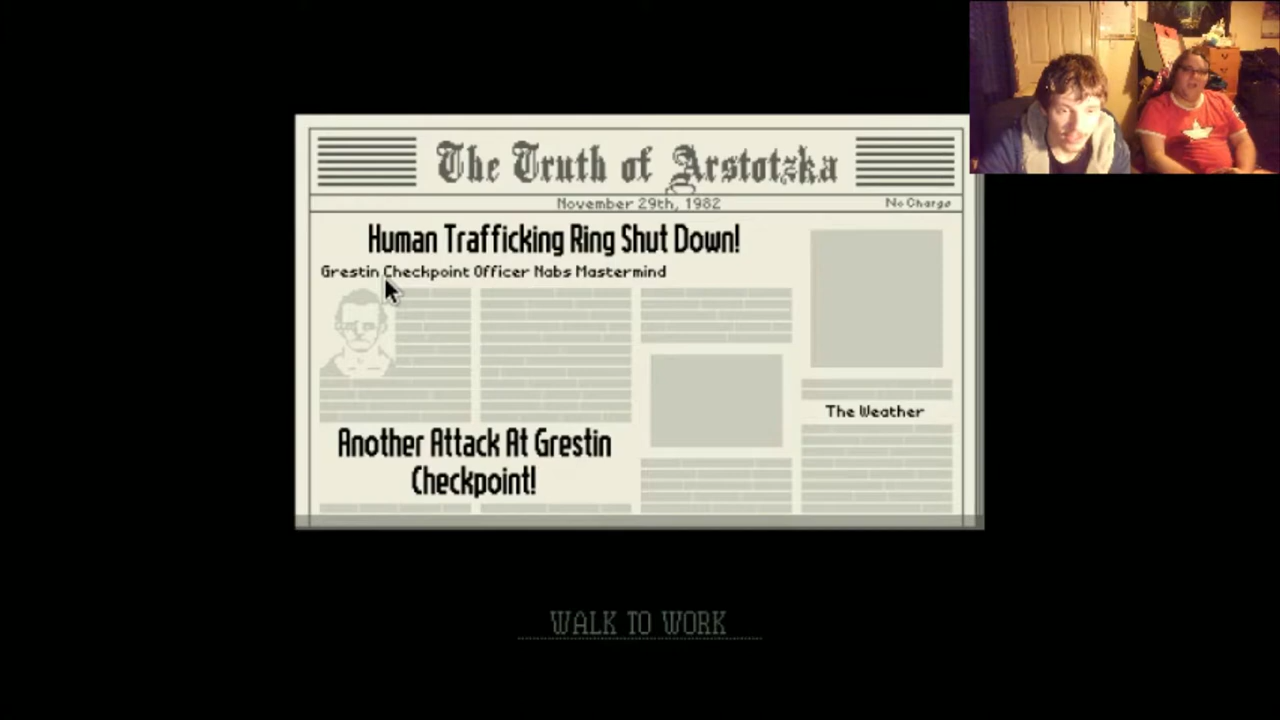 The Truth of Arstotzka
November 29th, 1982
No Charge
Human Trafficking Ring Shut Down!
Grestin Checkpoint Officer Nabs Mastermind
Another Attack At Grestin
Checkpoint!
The Weather
WALK TO WORK